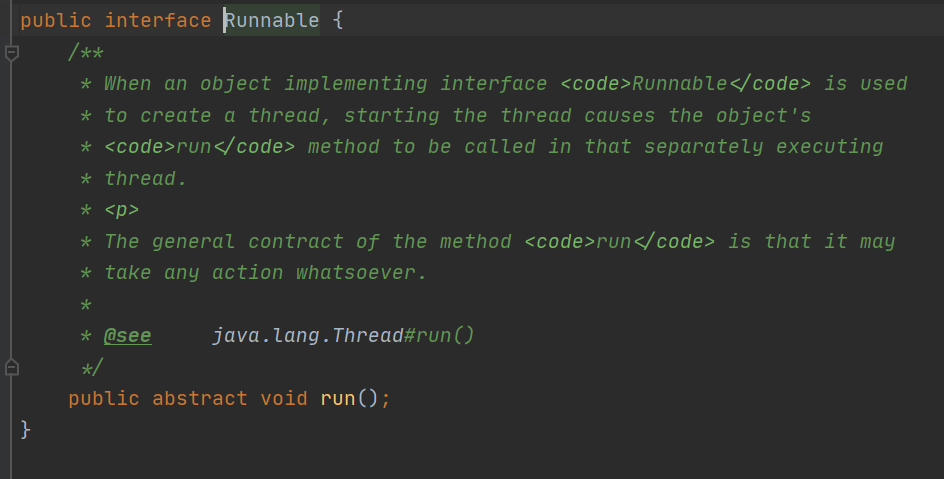 public interface Runnable {
/**
* When an object implementing interface <code>Runnable</code> is used
* to create a thread, starting the thread causes the object's
* <code>run</code> method to be called in that separately executing
* thread.
* <p>
* The general contract of the method <code>run</code> is that it may
* take any action whatsoever.
*
* @see     java.lang.Thread#run()
*/
public abstract void run();
}